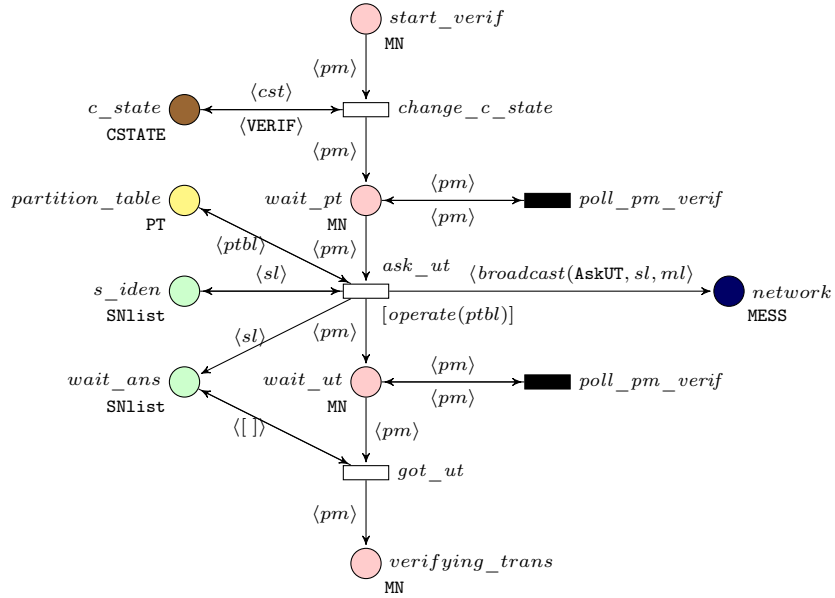 start_verif
MN
⟨pm⟩
⟨cst⟩
c_state
change_c_state
CSTATE
⟨VERIF⟩
⟨pm⟩
partition_table
wait_pt
⟨pm⟩
poll_pm_verif
PT
MN
⟨pm⟩
⟨ptbl⟩
⟨pm⟩
ask_ut
s_iden
⟨sl⟩
⟨broadcast(AskUT, sl, ml⟩
network
SNlist
[operate(ptbl)]
MESS
⟨sl⟩
⟨pm⟩
wait_ans
wait_ut
⟨pm⟩
poll_pm_verif
SNlist
MN
⟨pm⟩
⟨[ ]⟩
⟨pm⟩
got_ut
⟨pm⟩
verifying_trans
MN